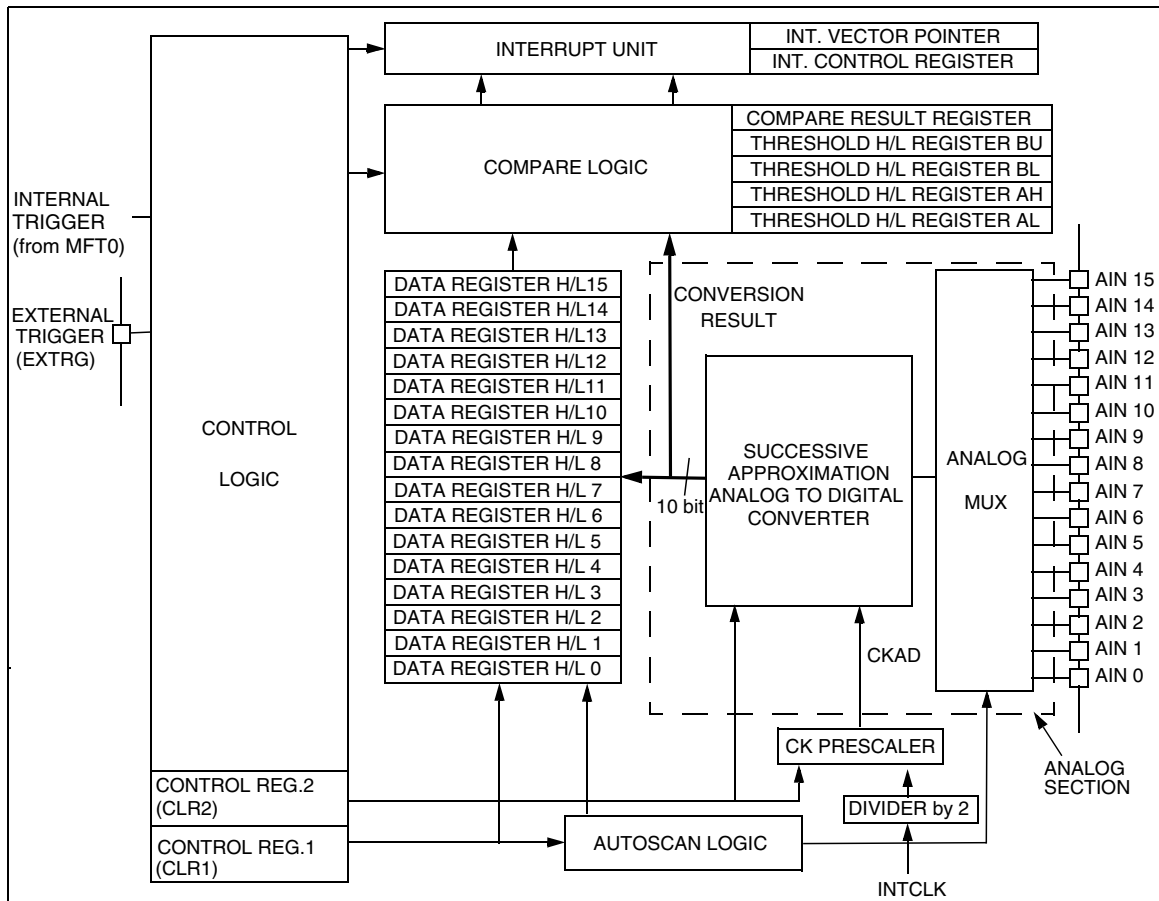 INTERRUPT UNIT
INT. VECTOR POINTER
INT. CONTROL REGISTER
COMPARE LOGIC
COMPARE RESULT REGISTER
THRESHOLD H/L REGISTER BU
THRESHOLD H/L REGISTER BL
THRESHOLD H/L REGISTER AH
THRESHOLD H/L REGISTER AL
INTERNAL
TRIGGER
(from MFT0)
EXTERNAL
TRIGGER
(EXTRG)
CONTROL
LOGIC
DATA REGISTER H/L15
DATA REGISTER H/L14
DATA REGISTER H/L13
DATA REGISTER H/L12
DATA REGISTER H/L11
DATA REGISTER H/L10
DATA REGISTER H/L 9
DATA REGISTER H/L 8
DATA REGISTER H/L 7
DATA REGISTER H/L 6
DATA REGISTER H/L 5
DATA REGISTER H/L 4
DATA REGISTER H/L 3
DATA REGISTER H/L 2
DATA REGISTER H/L 1
DATA REGISTER H/L 0
CONVERSION
RESULT
10 bit
SUCCESSIVE
APPROXIMATION
ANALOG TO DIGITAL
CONVERTER
ANALOG
MUX
AIN 15
AIN 14
AIN 13
AIN 12
AIN 11
AIN 10
AIN 9
AIN 8
AIN 7
AIN 6
AIN 5
AIN 4
AIN 3
AIN 2
AIN 1
AIN 0
CKAD
CK PRESCALER
ANALOG
SECTION
DIVIDER by 2
CONTROL REG.2
(CLR2)
CONTROL REG.1
(CLR1)
AUTOSCAN LOGIC
INTCLK